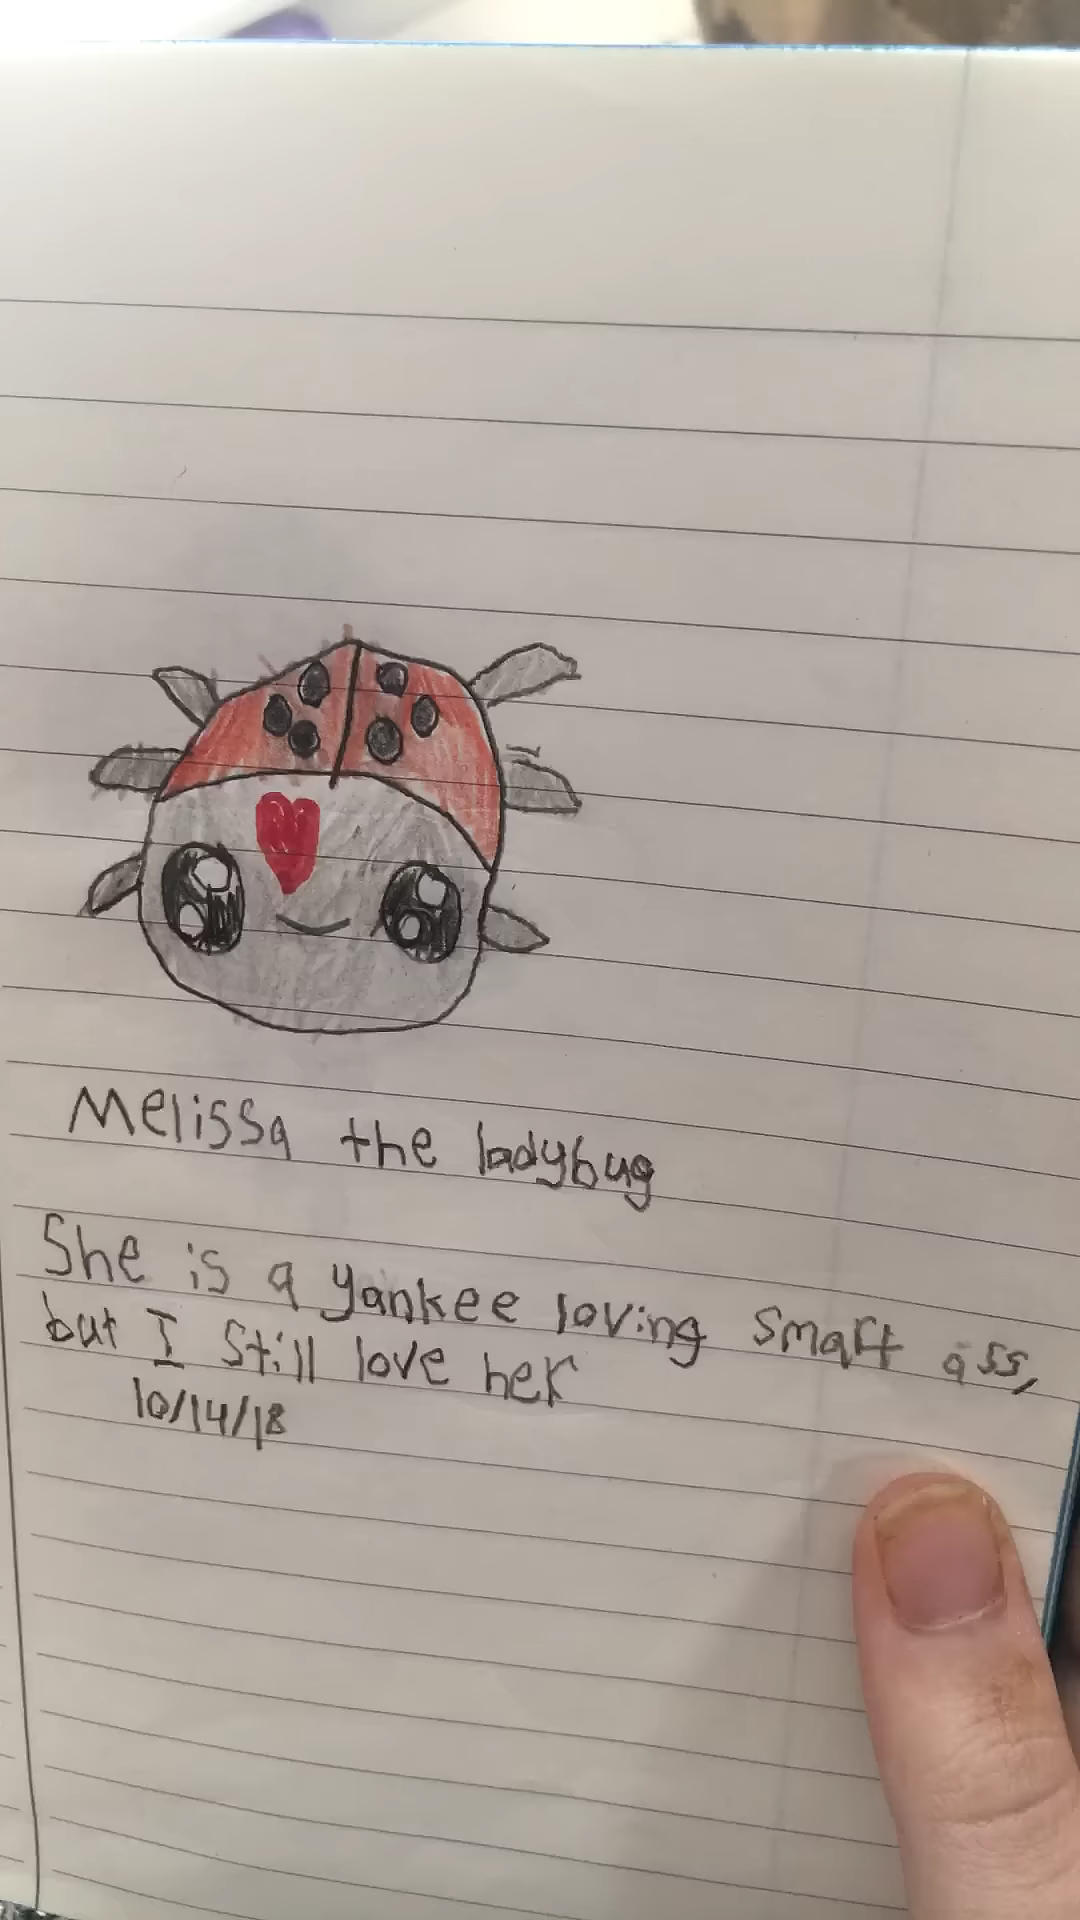 Melissa the ladybug
She is a yankee loving smart ass,
but I still love her
10/14/18